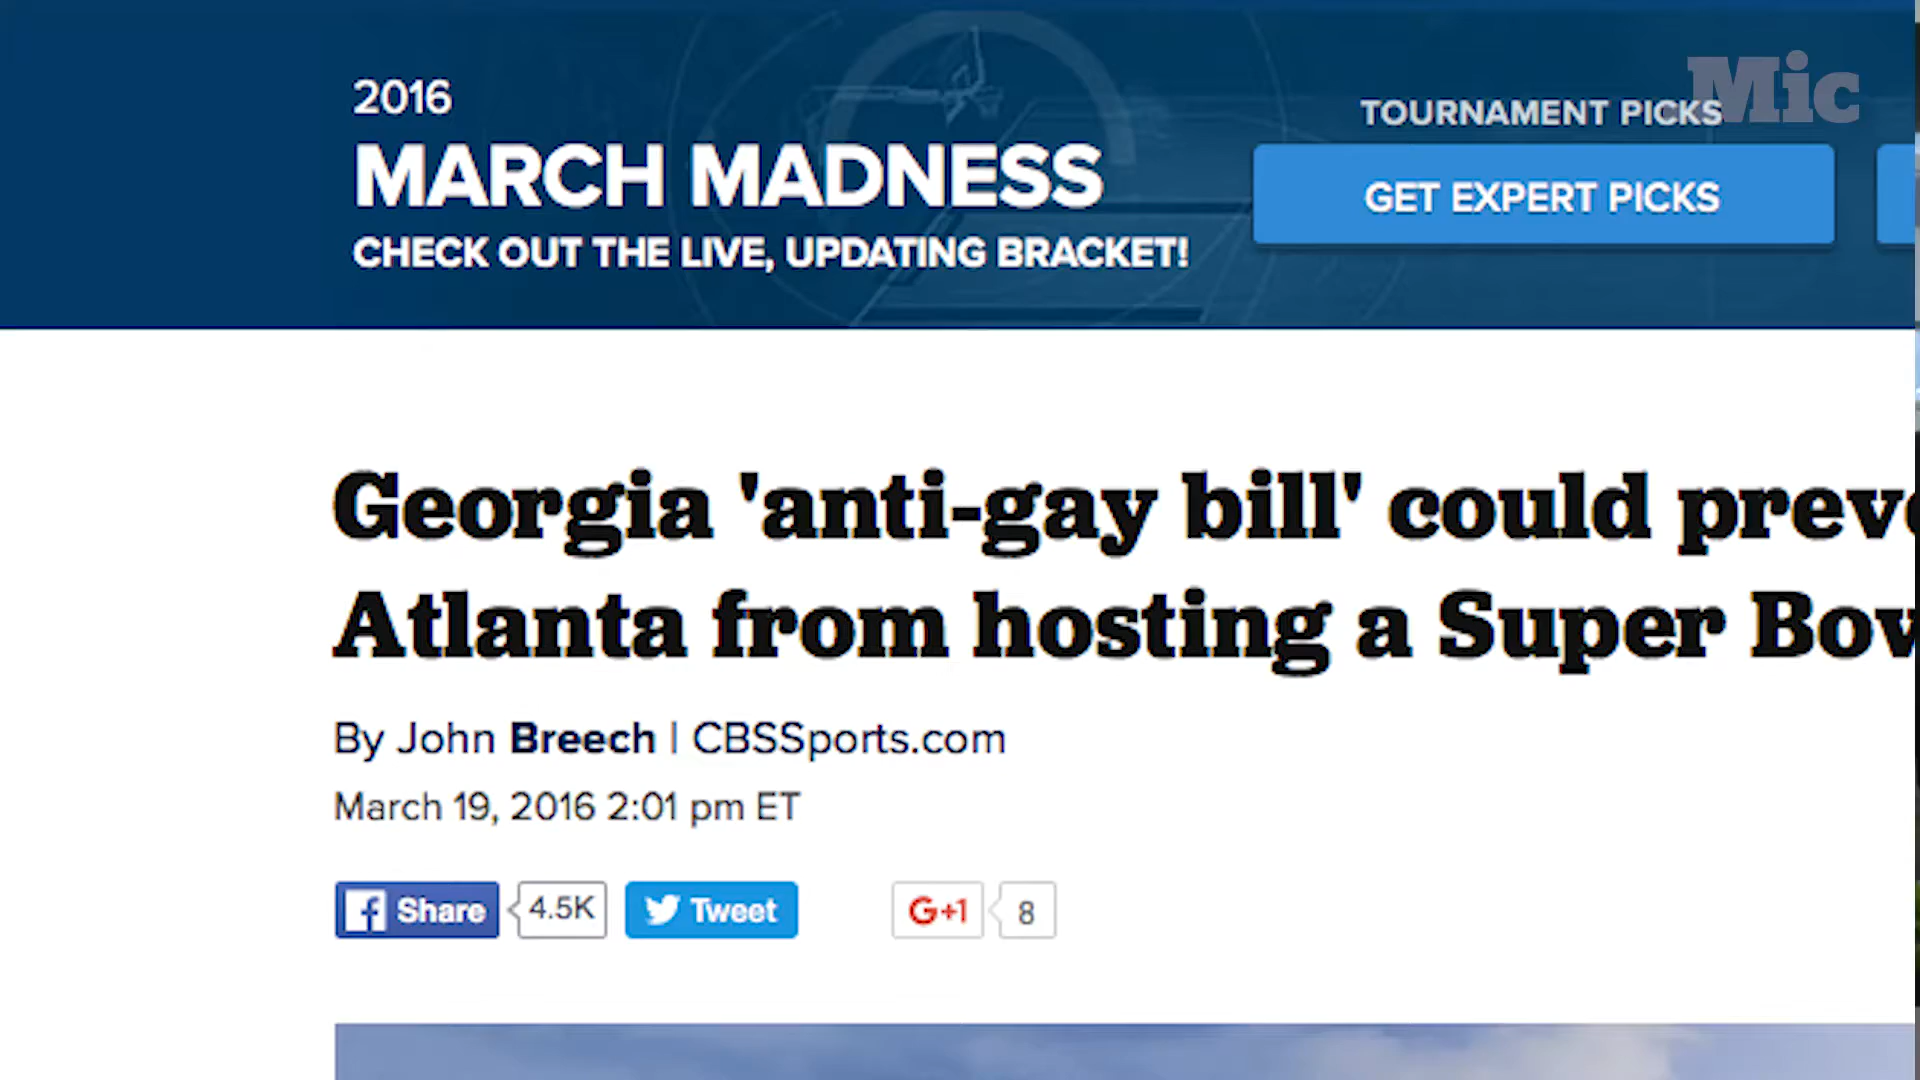 2016
MARCH MADNESS
CHECK OUT THE LIVE, UPDATING BRACKET!
TOURNAMENT PICKS
GET EXPERT PICKS
Mic
Georgia 'anti-gay bill' could
Atlanta from hosting a Super
By John Breech | CBSSports.com
March 19, 2016 2:01 pm ET
Share 4.5K Tweet G+1 8